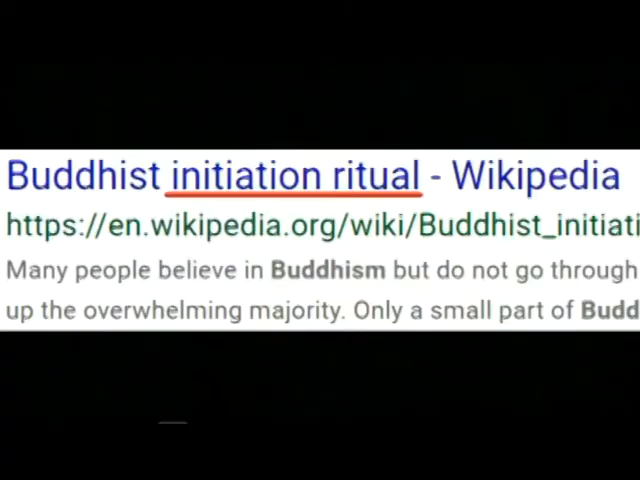 Buddhist initiation ritual - Wikipedia
https://en.wikipedia.org/wiki/Buddhist_initiati
Many people believe in Buddhism but do not go through
up the overwhelming majority. Only a small part of Budd